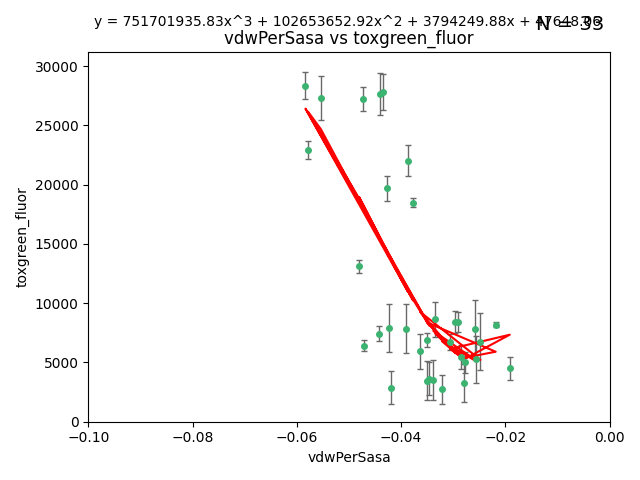 y = 751701935.83x^3 + 102653652.92x^2 + 3794249.88x +
N = 33
vdwPerSasa vs toxgreen_fluor
30000
25000
20000
15000
10000
5000
0
toxgreen_fluor
−0.10
−0.08
−0.06
−0.04
−0.02
0.00
vdwPerSasa